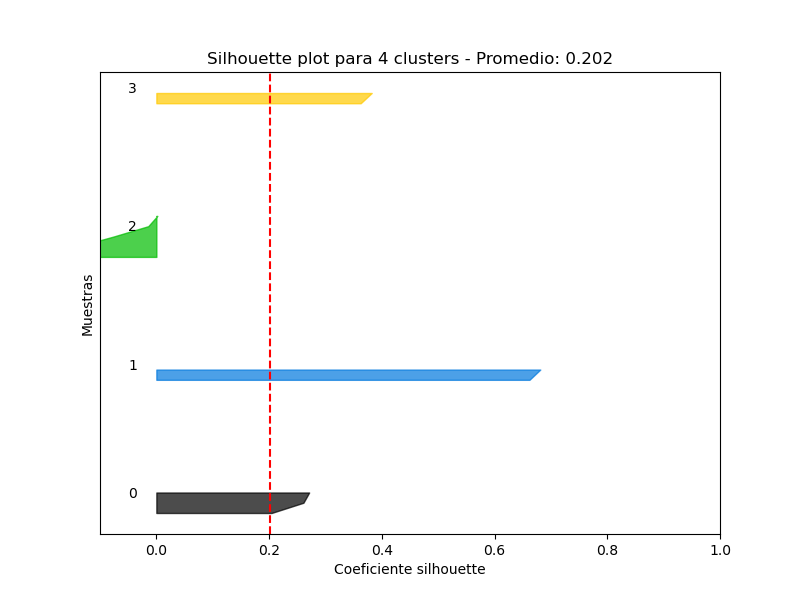 Silhouette plot para 4 clusters - Promedio: 0.202
3
2
1
0
Muestras
0.0 0.2 0.4 0.6 0.8 1.0
Coeficiente silhouette